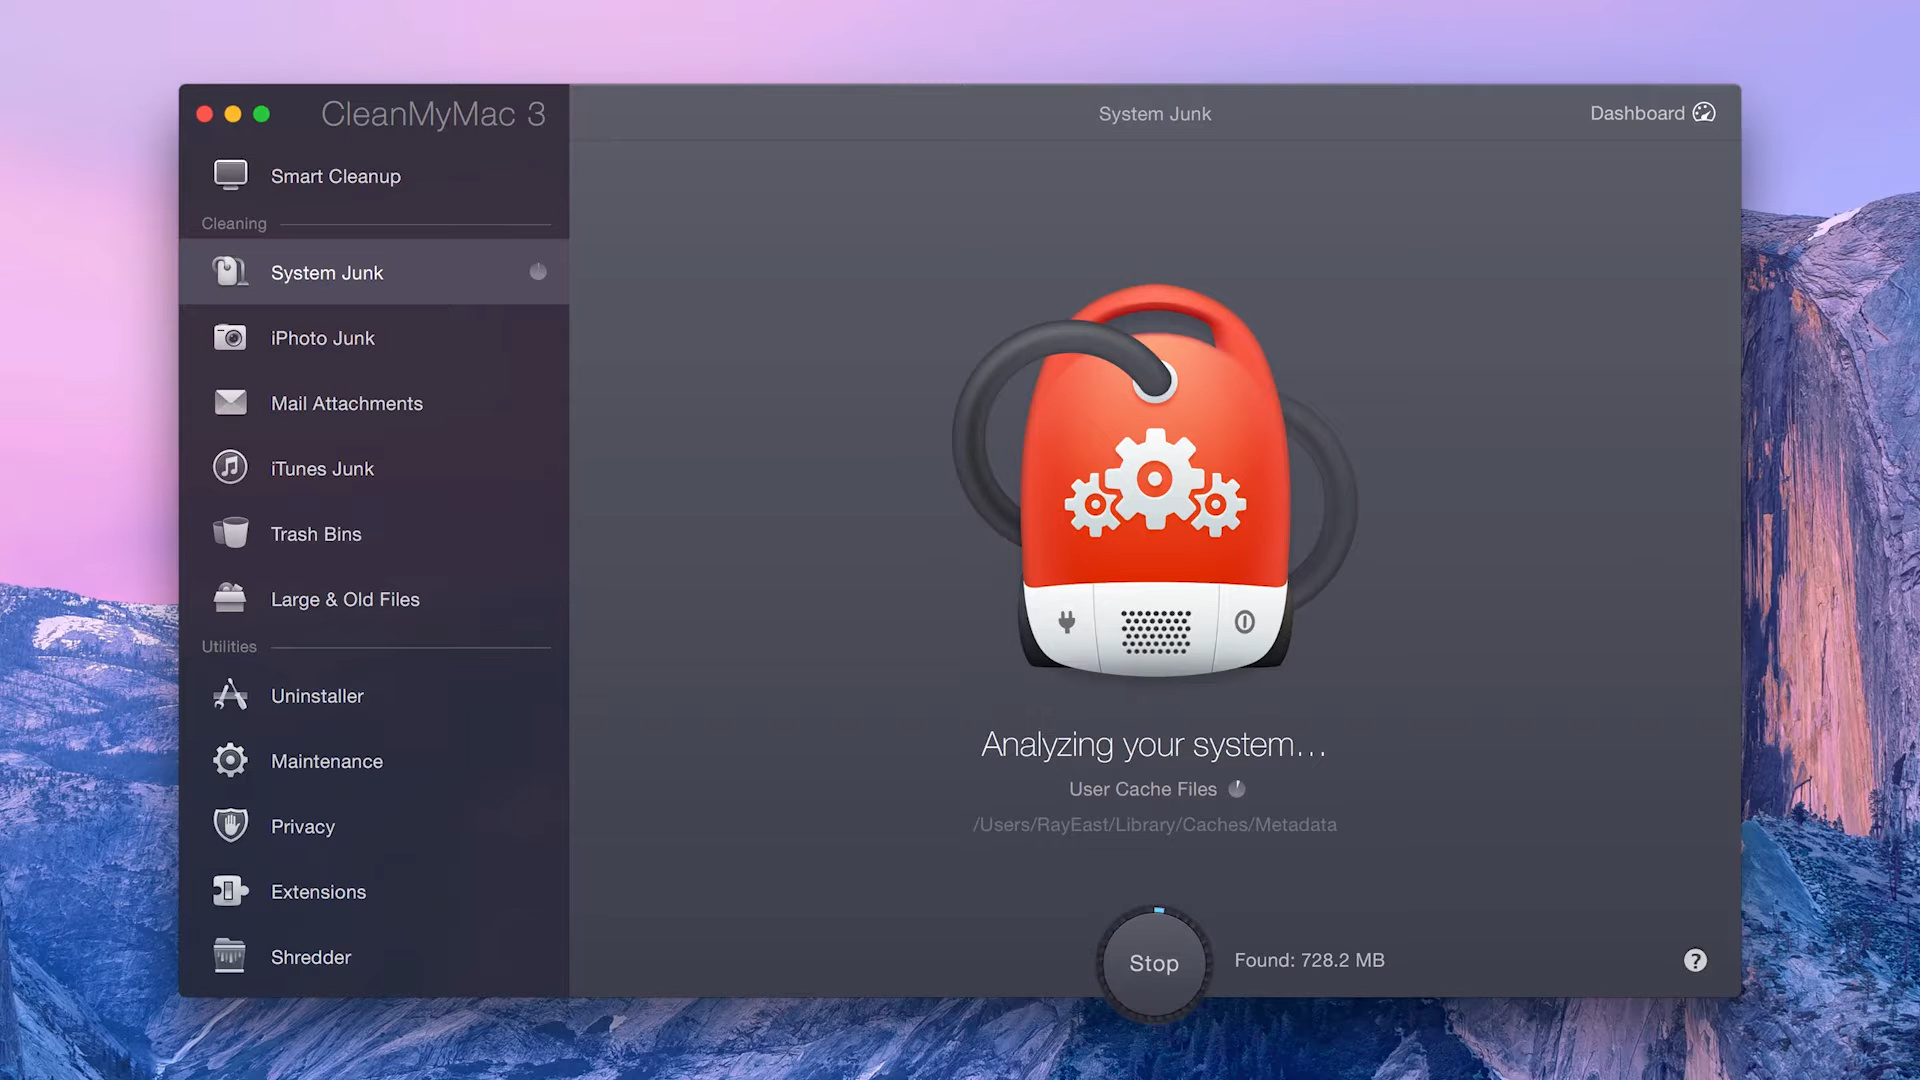 CleanMyMac 3
System Junk
Dashboard
Smart Cleanup
Cleaning
System Junk
iPhoto Junk
Mail Attachments
iTunes Junk
Trash Bins
Large & Old Files
Utilities
Uninstaller
Maintenance
Privacy
Extensions
Shredder
Analyzing your system...
User Cache Files
/Users/RayEast/Library/Caches/Metadata
Stop
Found: 728.2 MB
?